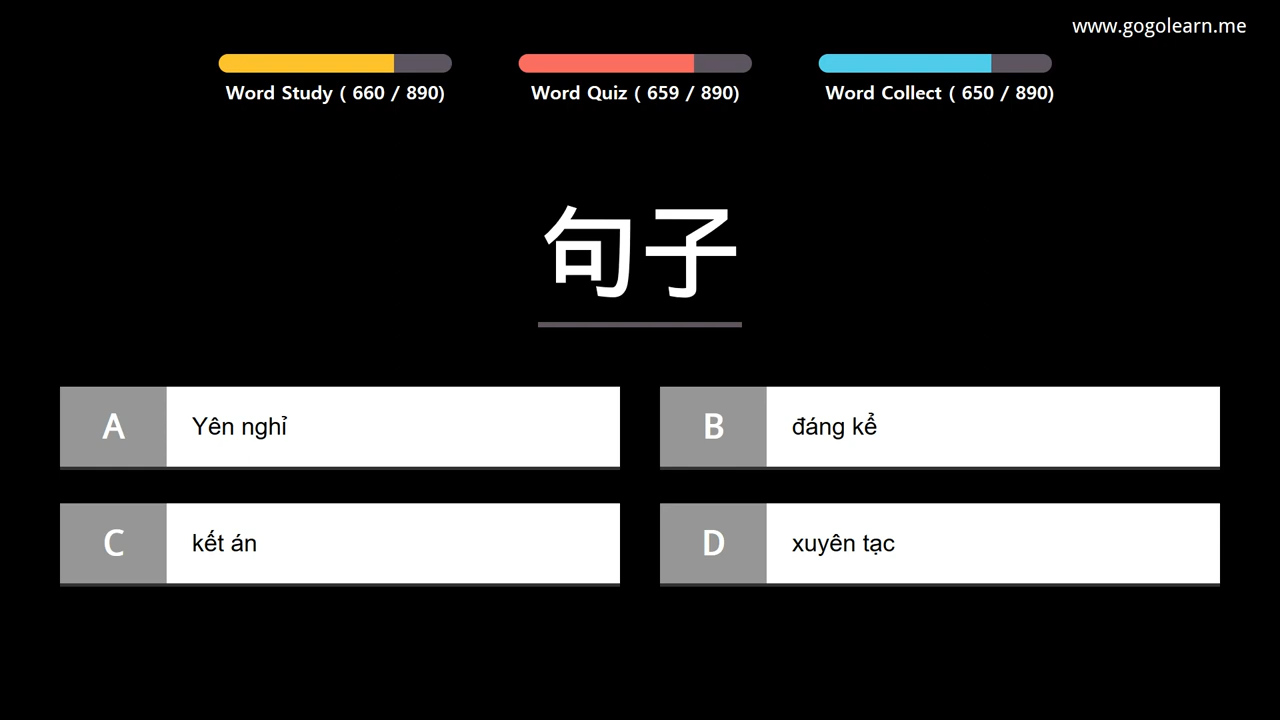 www.gogolearn.me
Word Study ( 660 / 890)
Word Quiz ( 659 / 890)
Word Collect ( 650 / 890)
句子
A Yên nghỉ
B đáng kể
C kết án
D xuyên tạc